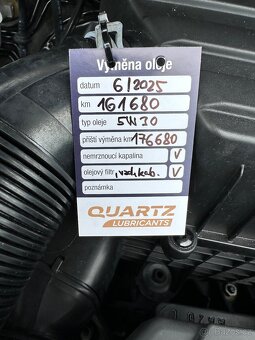 Výměna oleje
datum 6/2025
km 161680
typ oleje 5W30
příští výměna km 176680
nemrznoucí kapalina V
olejový filtr, vzd. kab. V
poznámka
QUARTZ
LUBRICANTS